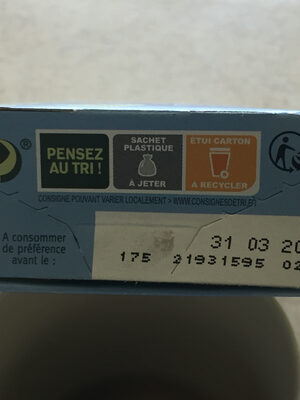 ®
PENSEZ
AU TRI !
SACHET
PLASTIQUE
À JETER
ETUI CARTON
À RECYCLER
CONSIGNE POUVANT VARIER LOCALEMENT > WWW.CONSIGNESDETRI.FR
A consommer
de préférence
avant le :
31 03 20
175 21931595 02